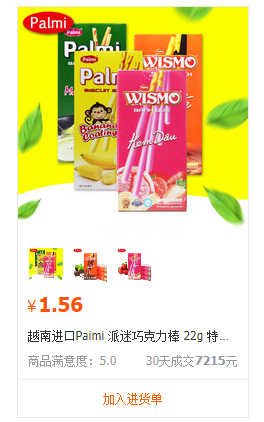 Palmi
Palmi
WISMO
Palmi
BISCUIT
WISMO
Kem Dâu
Banana
Coating
¥1.56
越南进口Paimi 派迷巧克力棒 22g 特...
商品满意度：5.0 30天成交7215元
加入进货单